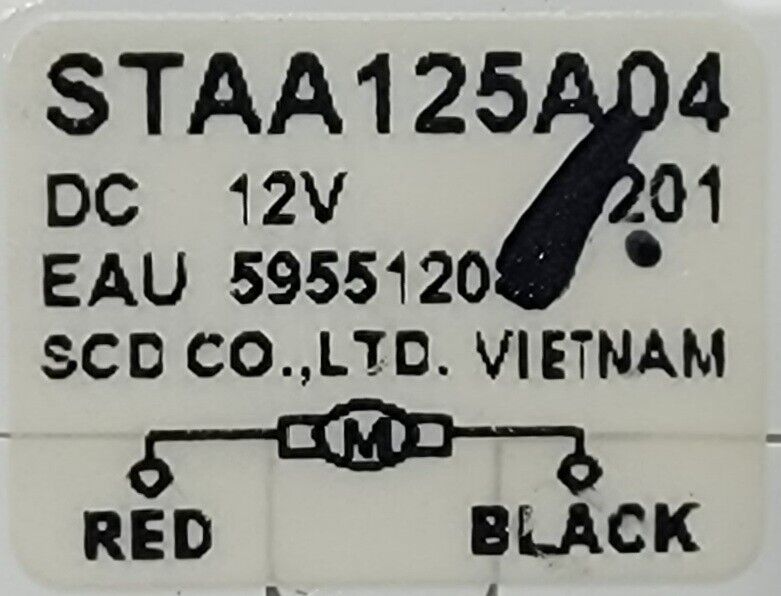 STAA125A04
DC 12V 201
EAU 5955120
SCD CO.,LTD. VIETNAM
M
RED BLACK